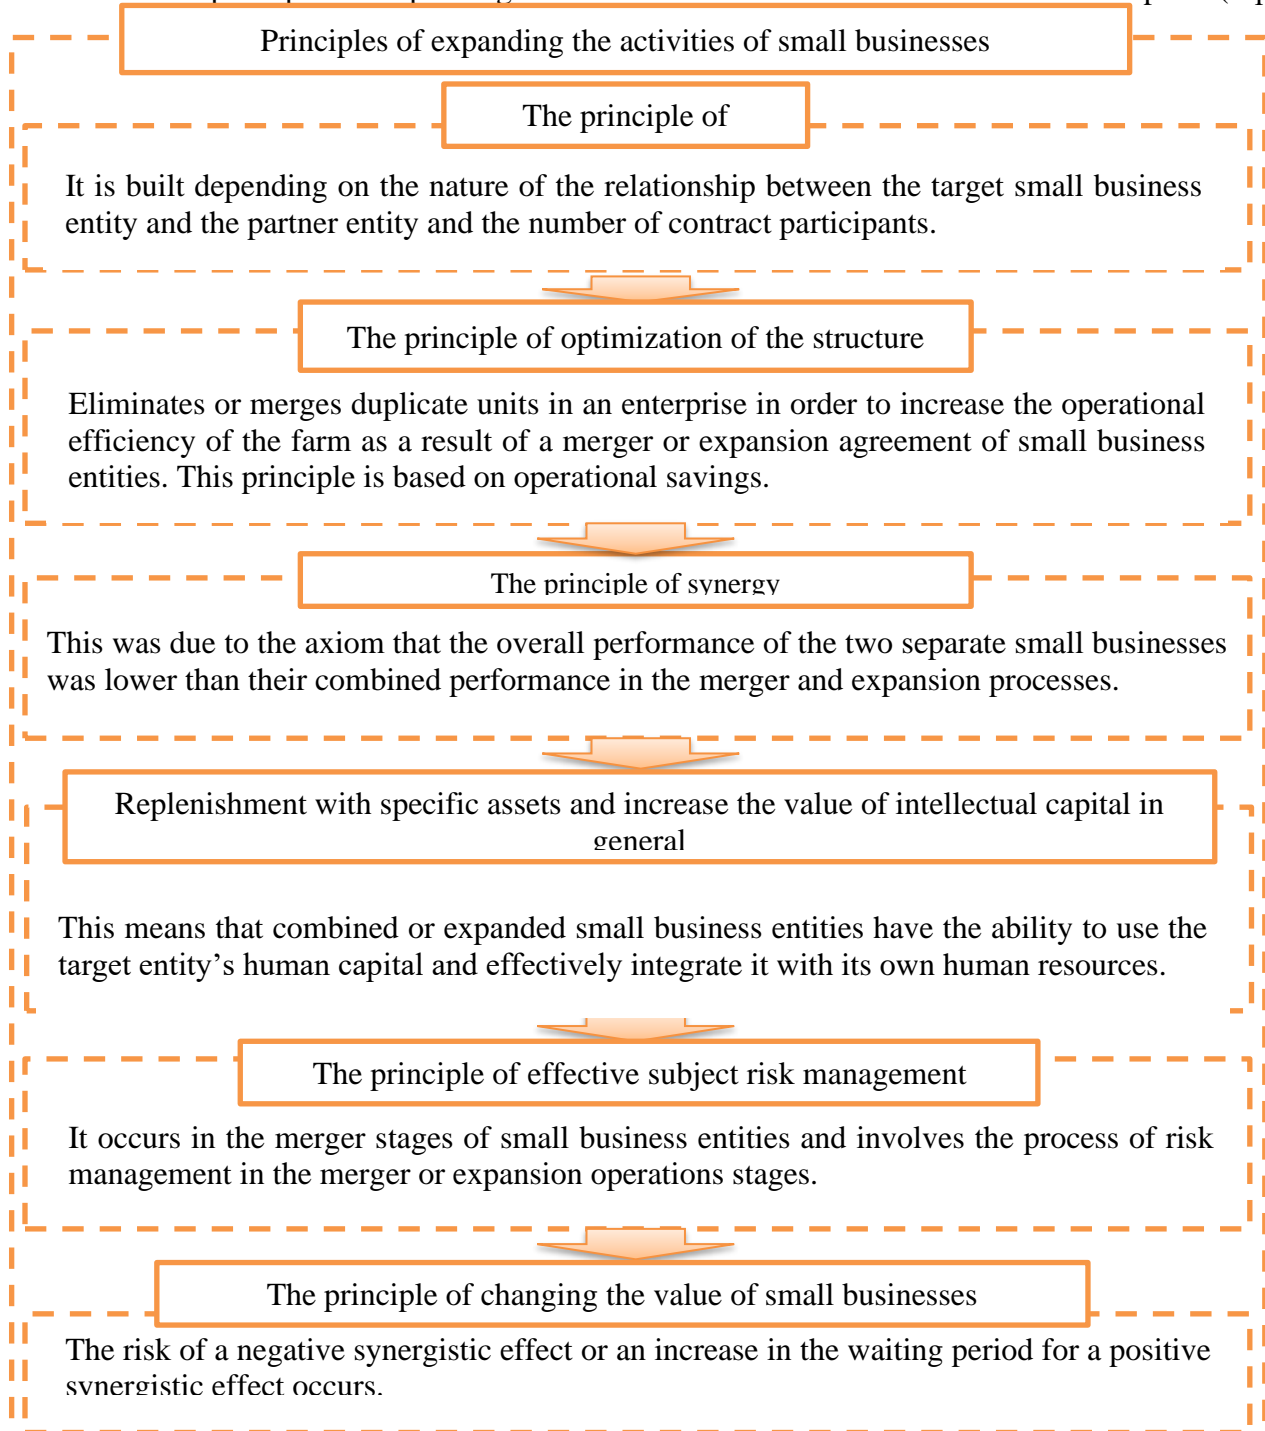 Principles of expanding the activities of small businesses
The principle of
It is built depending on the nature of the relationship between the target small business
entity and the partner entity and the number of contract participants.
The principle of optimization of the structure
Eliminates or merges duplicate units in an enterprise in order to increase the operational
efficiency of the farm as a result of a merger or expansion agreement of small business
entities. This principle is based on operational savings.
The principle of synergy
This was due to the axiom that the overall performance of the two separate small businesses
was lower than their combined performance in the merger and expansion processes.
Replenishment with specific assets and increase the value of intellectual capital in
general
This means that combined or expanded small business entities have the ability to use the
target entity’s human capital and effectively integrate it with its own human resources.
The principle of effective subject risk management
It occurs in the merger stages of small business entities and involves the process of risk
management in the merger or expansion operations stages.
The principle of changing the value of small businesses
The risk of a negative synergistic effect or an increase in the waiting period for a positive
synergistic effect occurs.